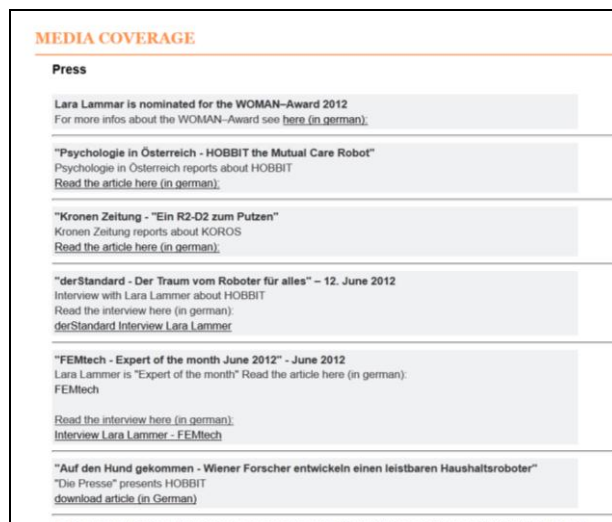 MEDIA COVERAGE
Press
Lara Lammar is nominated for the WOMAN–Award 2012
For more infos about the WOMAN–Award see here (in german):
"Psychologie in Österreich - HOBBIT the Mutual Care Robot"
Psychologie in Österreich reports about HOBBIT
Read the article here (in german):
"Kronen Zeitung - "Ein R2-D2 zum Putzen"
Kronen Zeitung reports about KOROS
Read the article here (in german):
"derStandard - Der Traum vom Roboter für alles" – 12. June 2012
Interview with Lara Lammer about HOBBIT
Read the interview here (in german):
derStandard Interview Lara Lammer
"FEMtech - Expert of the month June 2012" - June 2012
Lara Lammer is "Expert of the month" Read the article here (in german):
FEMtech
Read the interview here (in german):
Interview Lara Lammer - FEMtech
"Auf den Hund gekommen - Wiener Forscher entwickeln einen leistbaren Haushaltsroboter"
"Die Presse" presents HOBBIT
download article (in German)